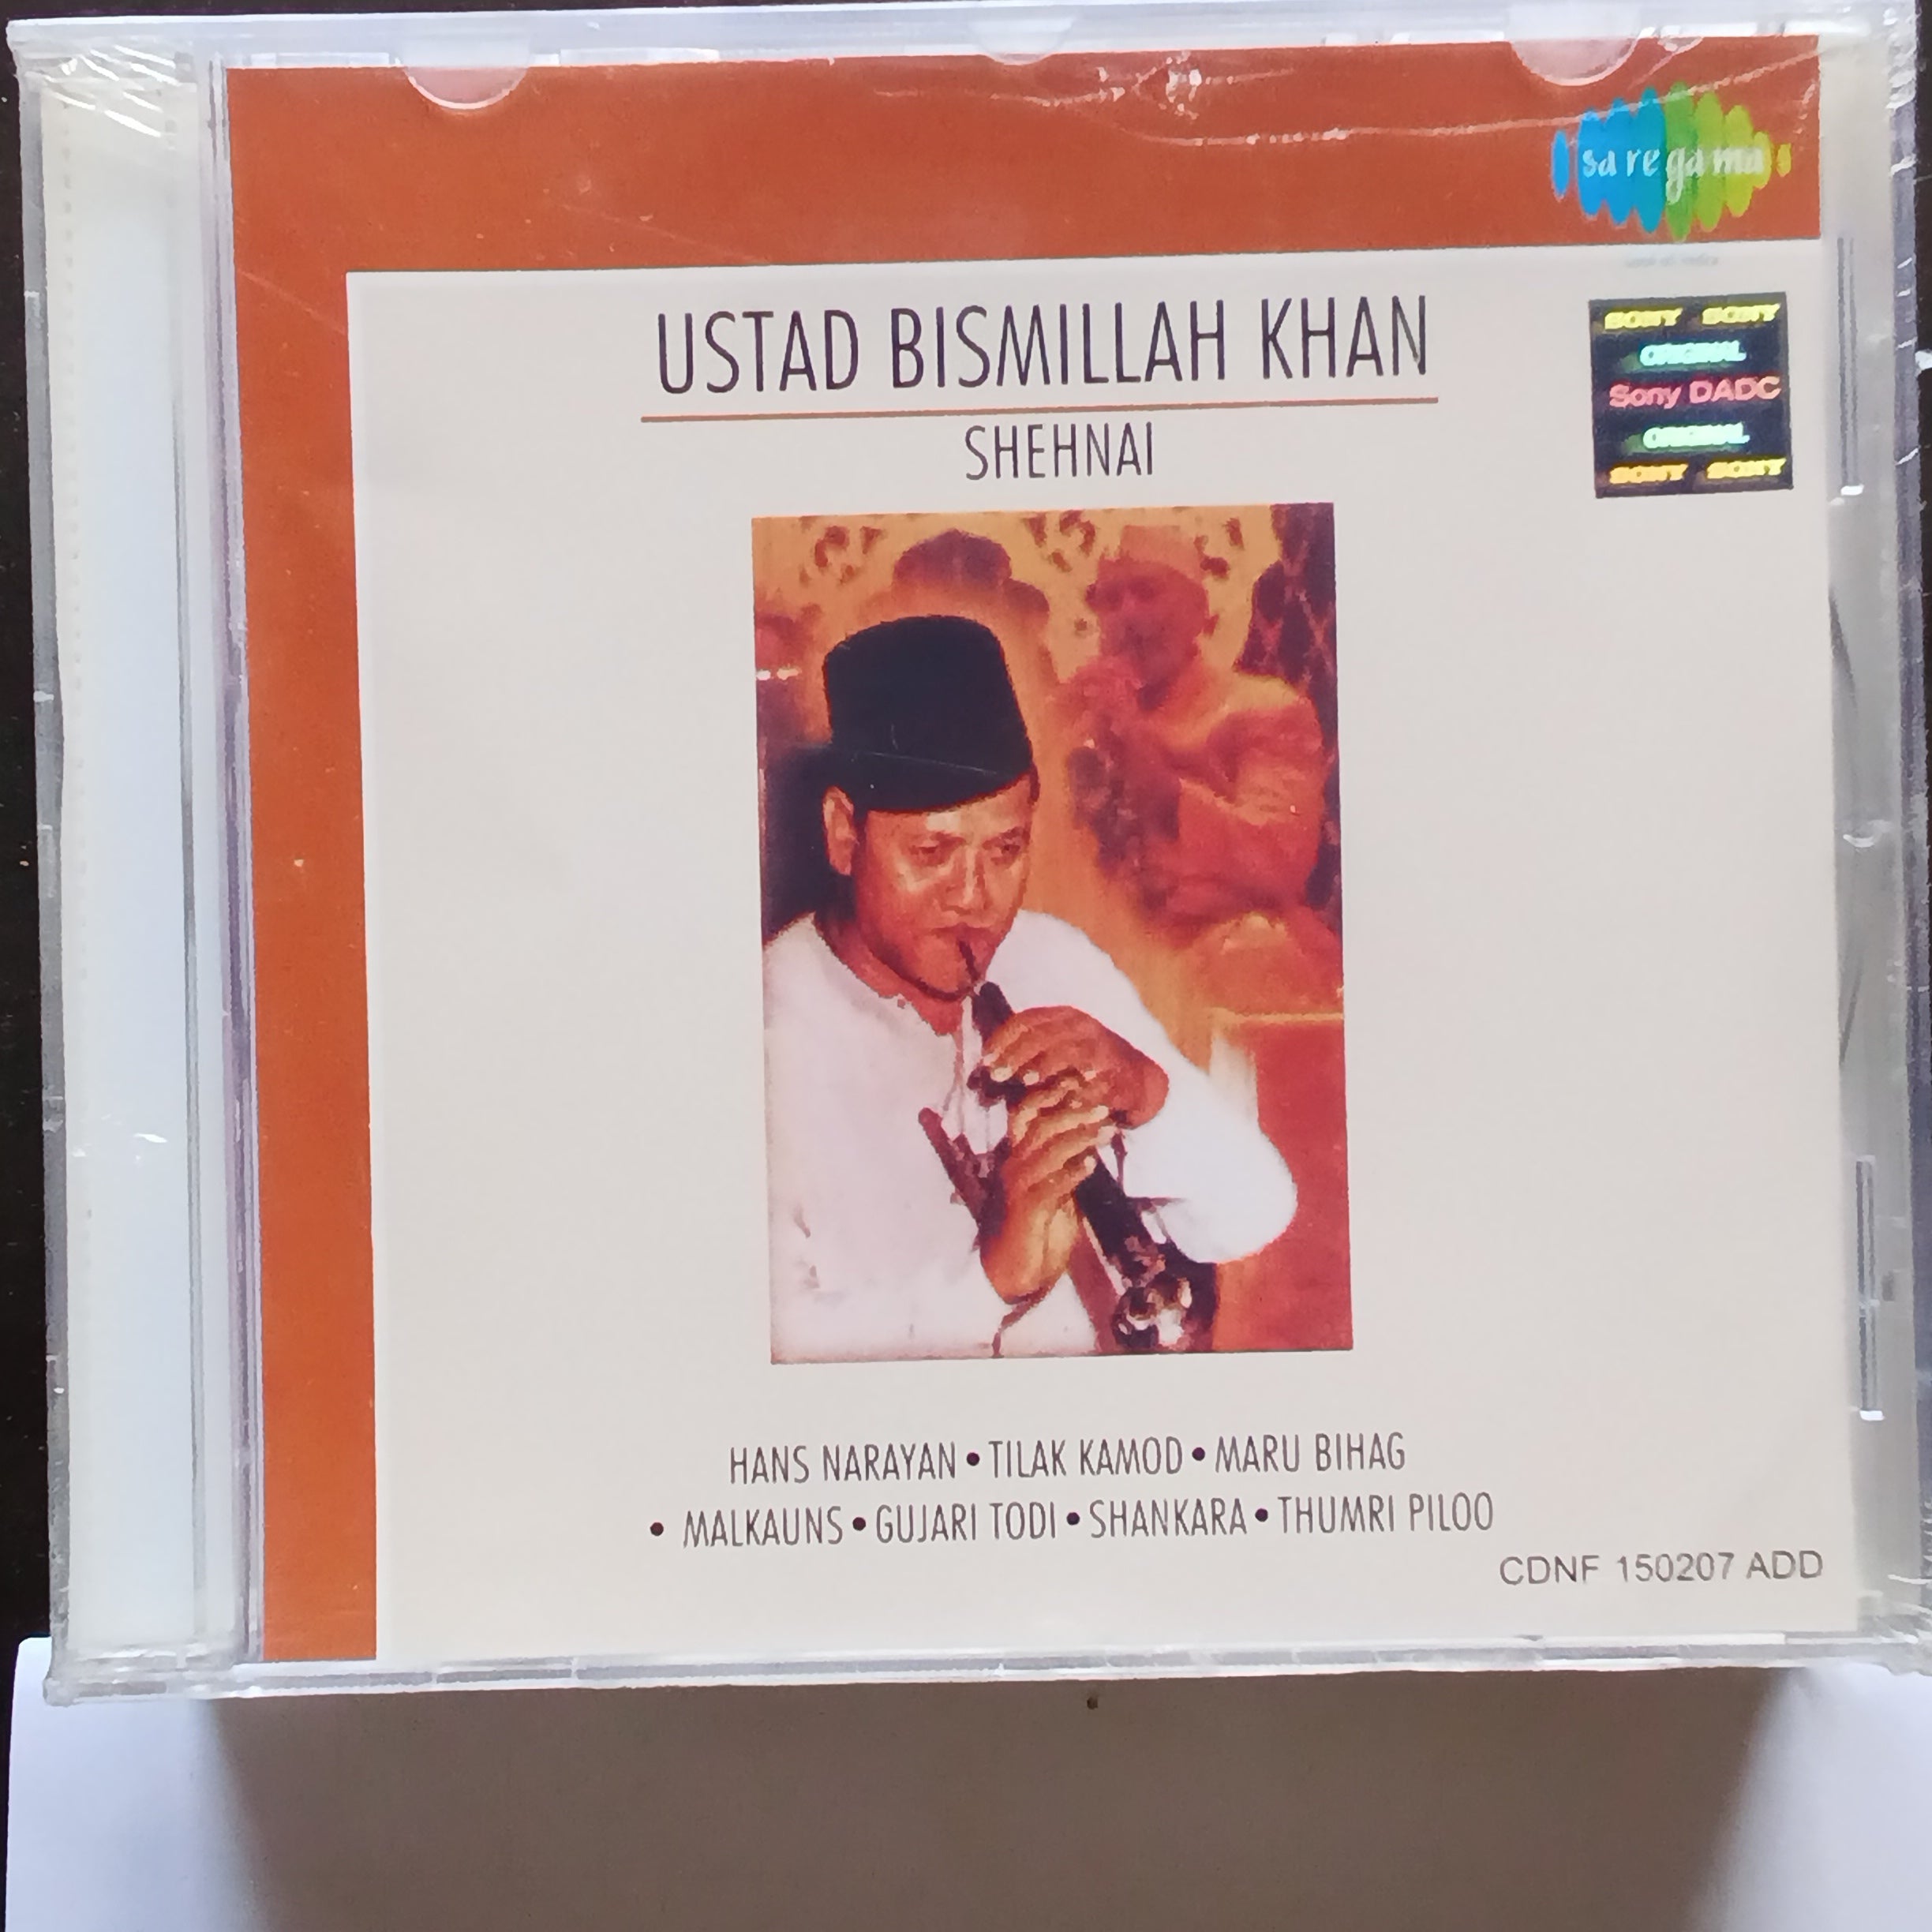 sa re ga ma
USTAD BISMILLAH KHAN
SHEHNAI
SONY SONY
ORIGINAL
Sony DADC
ORIGINAL
SONY SONY
HANS NARAYAN • TILAK KAMOD • MARU BIHAG
• MALKAUNS • GUJARI TODI • SHANKARA • THUMRI PILOO
CDNF 150207 ADD